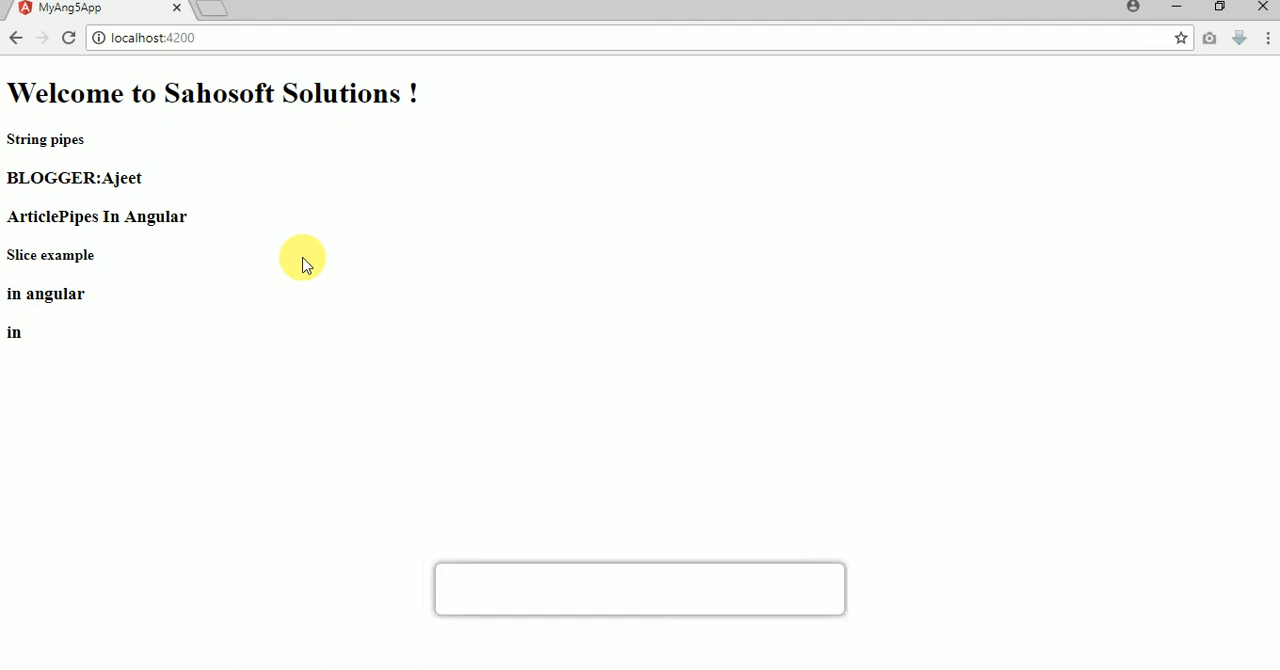 MyAng5App
localhost:4200
Welcome to Sahosoft Solutions !
String pipes
BLOGGER:Ajeet
ArticlePipes In Angular
Slice example
in angular
in